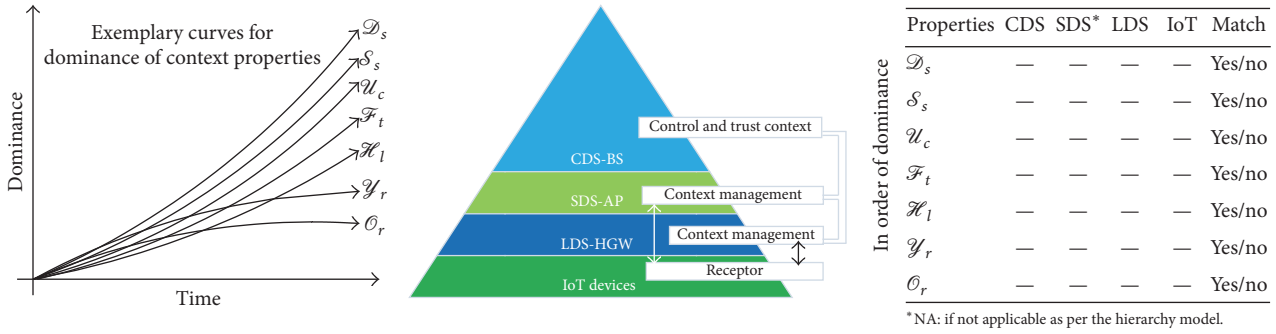 Exemplary curves for
dominance of context properties
Dominance
Time
𝒟s
𝒮s
𝒰c
ℱt
ℋl
𝒴r
𝒪r
Control and trust context
CDS-BS
Context management
SDS-AP
Context management
LDS-HGW
Receptor
IoT devices
In order of dominance
Properties CDS SDS* LDS IoT Match
𝒟s — — — — Yes/no
𝒮s — — — — Yes/no
𝒰c — — — — Yes/no
ℱt — — — — Yes/no
ℋl — — — — Yes/no
𝒴r — — — — Yes/no
𝒪r — — — — Yes/no
*NA: if not applicable as per the hierarchy model.